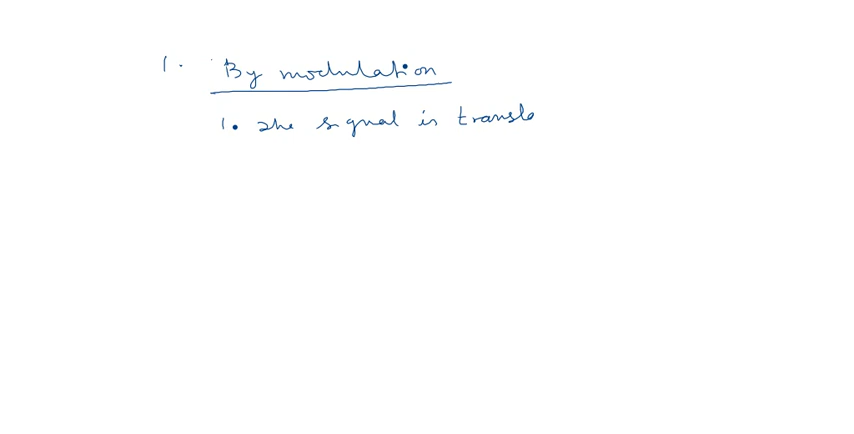 1. By modulation
1. The signal is transla